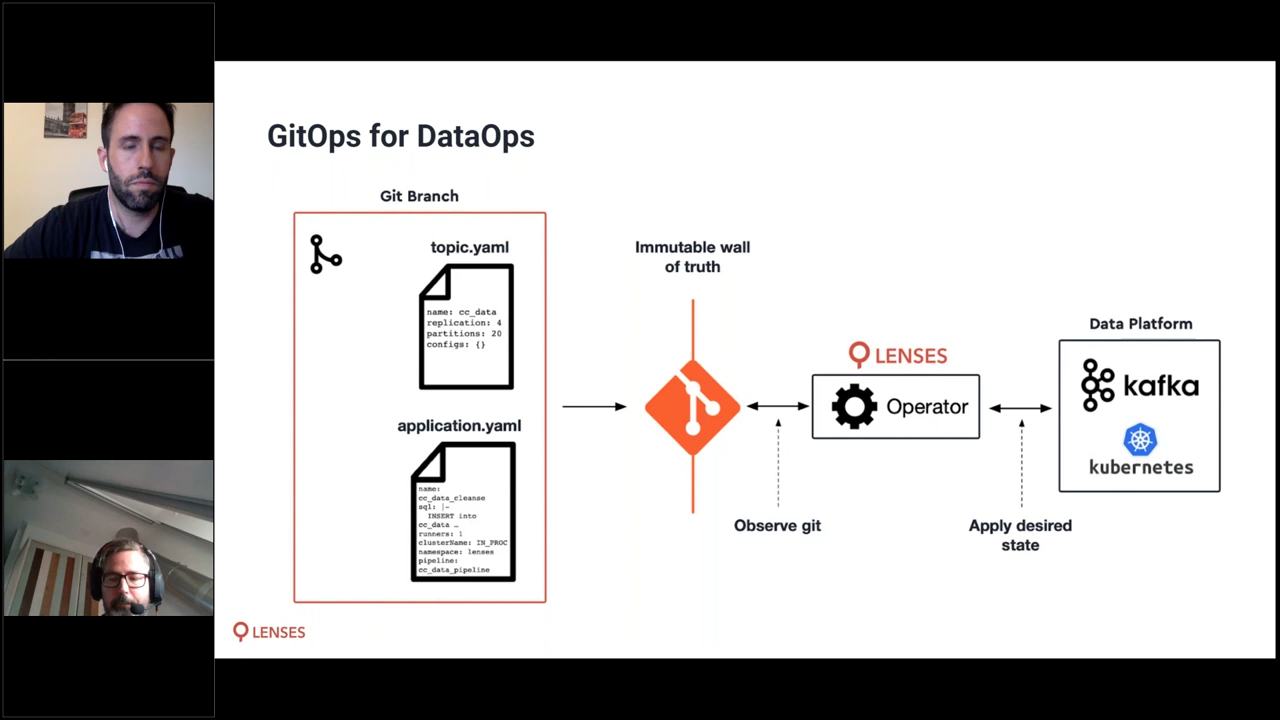 GitOps for DataOps
Git Branch
topic.yaml
name: cc_data
replication: 4
partitions: 20
configs: {}
application.yaml
name:
cc_data_cleanse
sql: |-
INSERT into
cc_data …
runners: 1
clusterName: IN_PROC
namespace: lenses
pipeline:
cc_data_pipeline
Immutable wall
of truth
Observe git
LENSES
Operator
Apply desired
state
Data Platform
kafka
kubernetes
LENSES